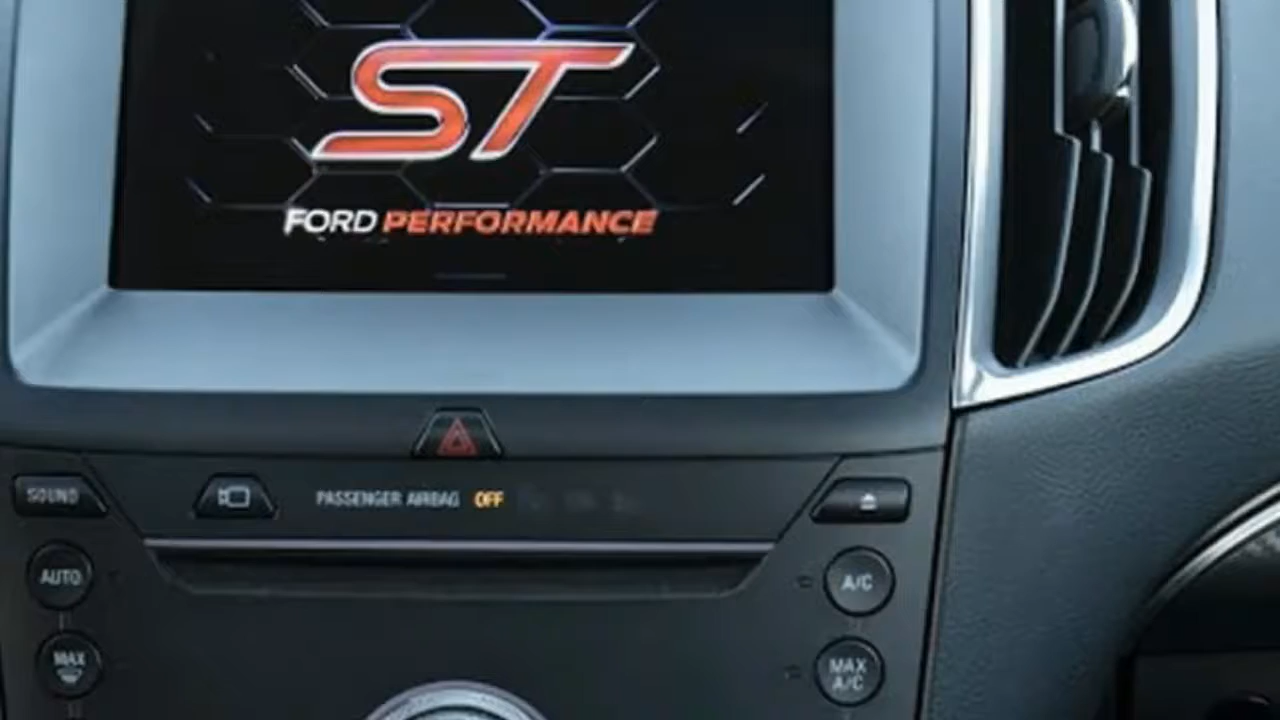 ST
FORD PERFORMANCE
SOUND
PASSENGER AIRBAG OFF
AUTO
A/C
MAX
MAX
A/C